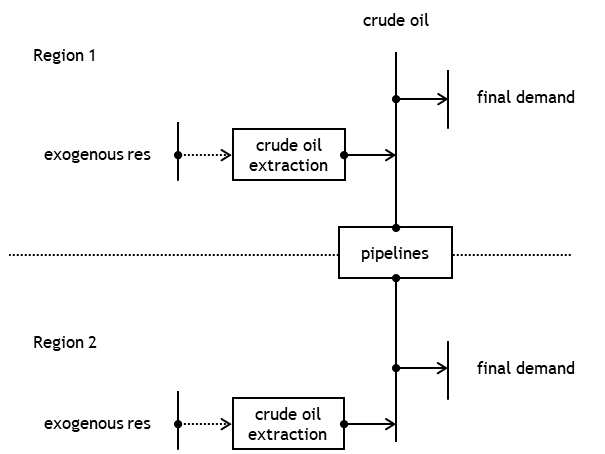 crude oil
Region 1
final demand
exogenous res
crude oil
extraction
pipelines
Region 2
final demand
exogenous res
crude oil
extraction